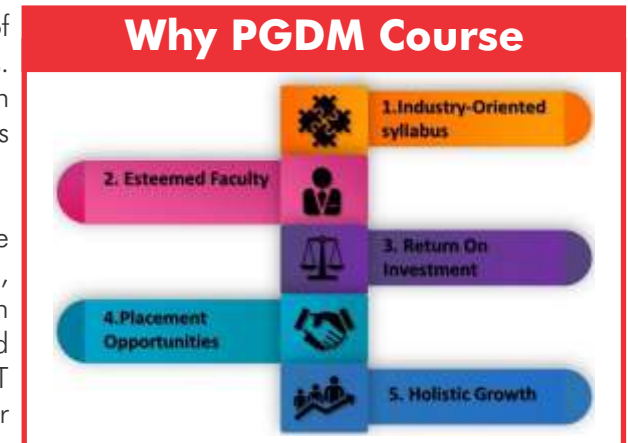 of
Why PGDM Course
.
n
s
1.Industry-Oriented
syllabus
2. Esteemed Faculty
e
,
n
d
T
r
3. Return On
Investment
4.Placement
Opportunities
5. Holistic Growth